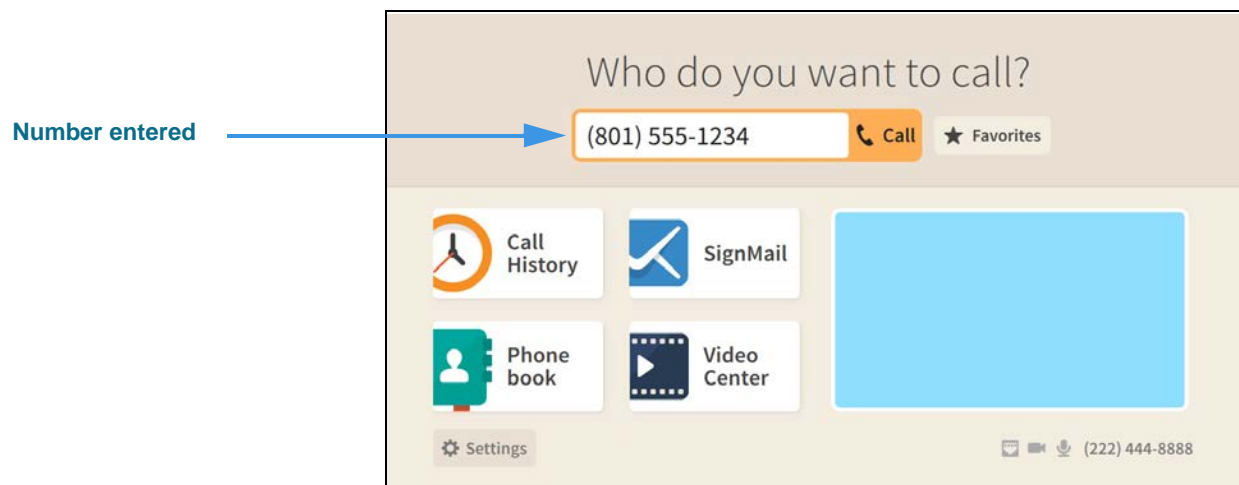 Who do you want to call?
Number entered
(801) 555-1234
Call
Favorites
Call
History
SignMail
Phone
book
Video
Center
Settings
(222) 444-8888